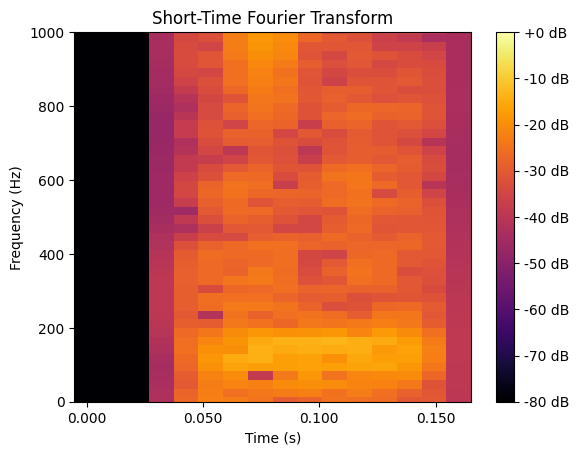 Short-Time Fourier Transform
1000
800
600
400
200
0
Frequency (Hz)
0.000
0.050
0.100
0.150
Time (s)
+0 dB
-10 dB
-20 dB
-30 dB
-40 dB
-50 dB
-60 dB
-70 dB
-80 dB